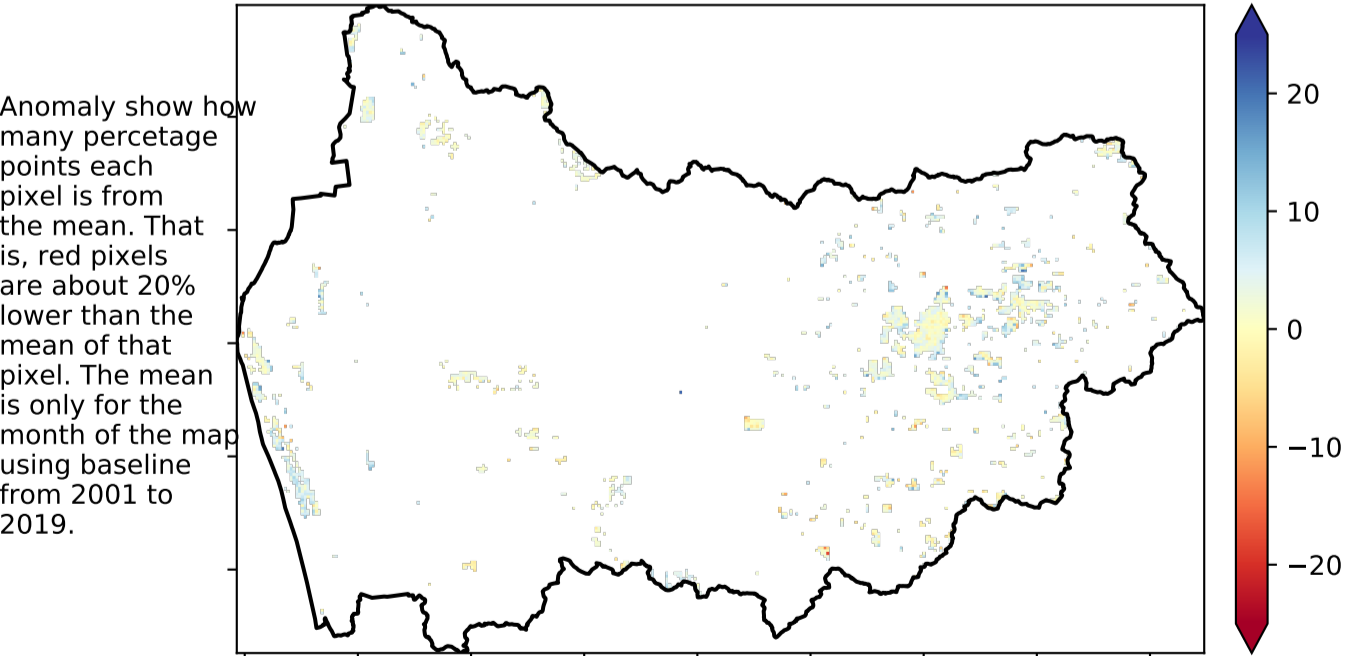 Anomaly show how
many percetage
points each
pixel is from
the mean. That
is, red pixels
are about 20%
lower than the
mean of that
pixel. The mean
is only for the
month of the map
using baseline
from 2001 to
2019.
20
10
0
−10
−20